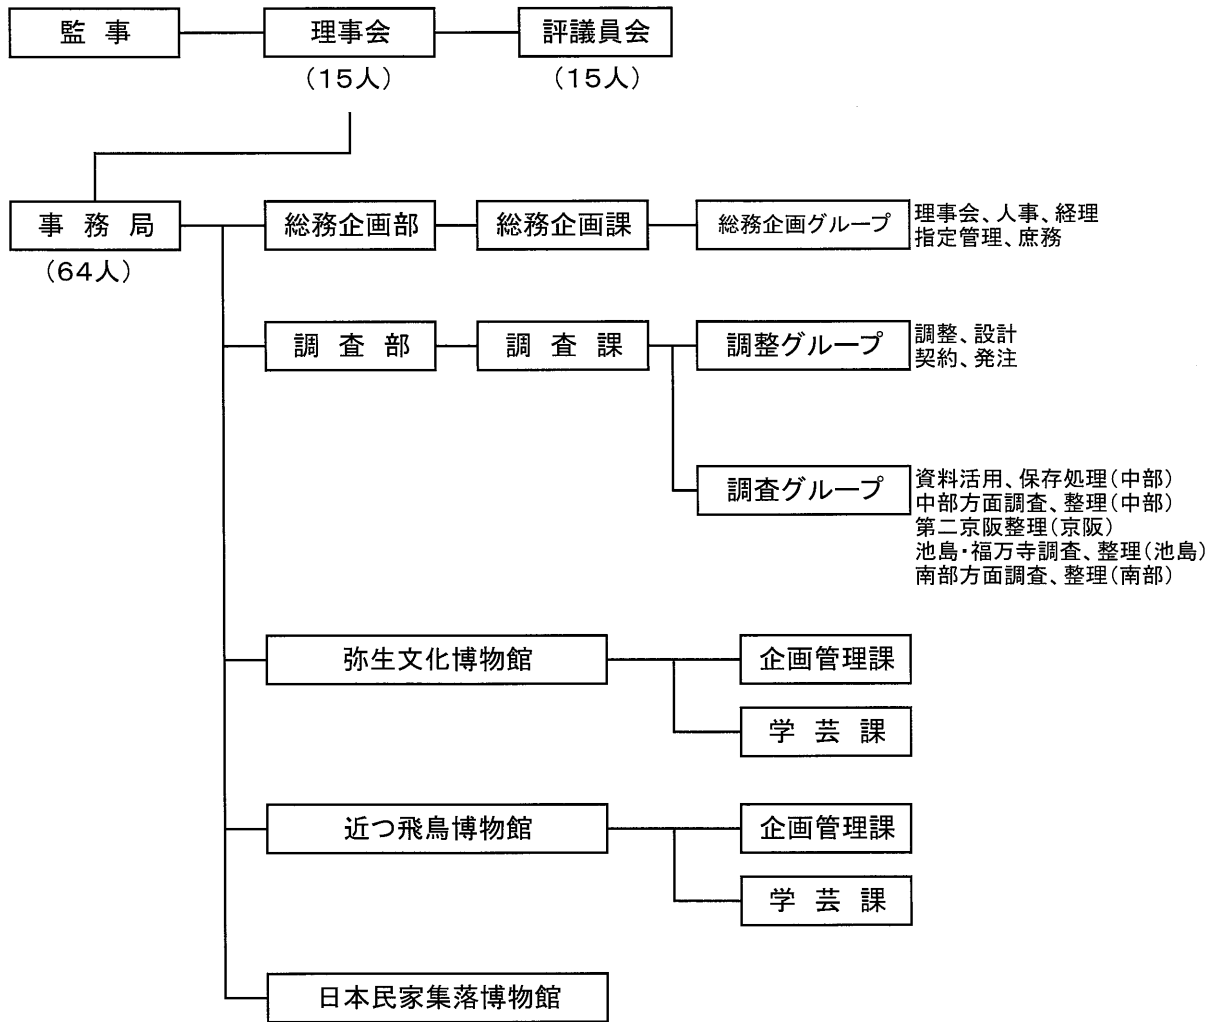 監事
理事会
評議員会
(15人)
(15人)
事務局
(64人)
総務企画部
総務企画課
総務企画グループ
理事会、人事、経理
指定管理、庶務
調査部
調査課
調整グループ
調整、設計
契約、発注
調査グループ
資料活用、保存処理(中部)
中部方面調査、整理(中部)
第二京阪整理(京阪)
池島・福万寺調査、整理(池島)
南部方面調査、整理(南部)
弥生文化博物館
企画管理課
学芸課
近つ飛鳥博物館
企画管理課
学芸課
日本民家集落博物館